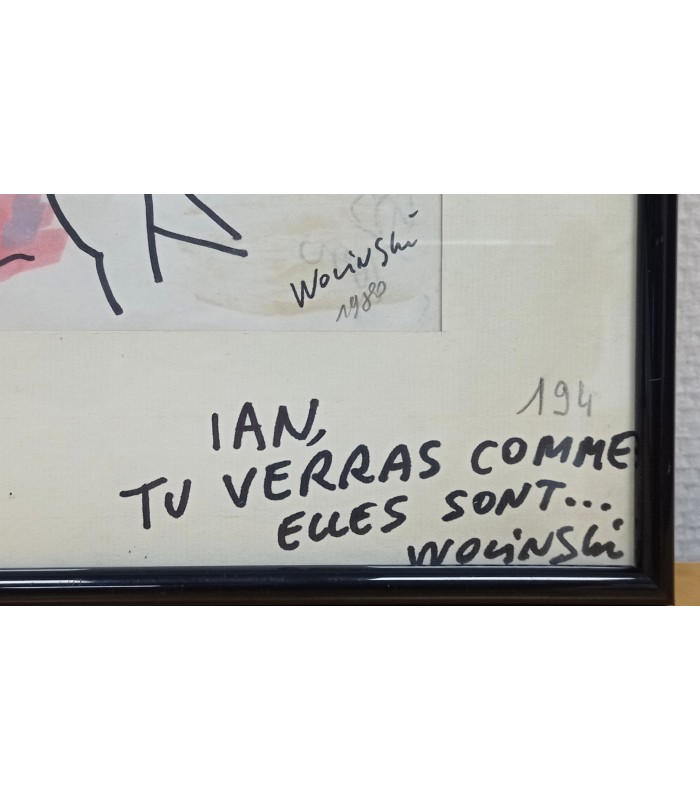 Wolinski
1980
194
IAN,
TU VERRAS COMME
ELLES SONT...
WOLINSKI